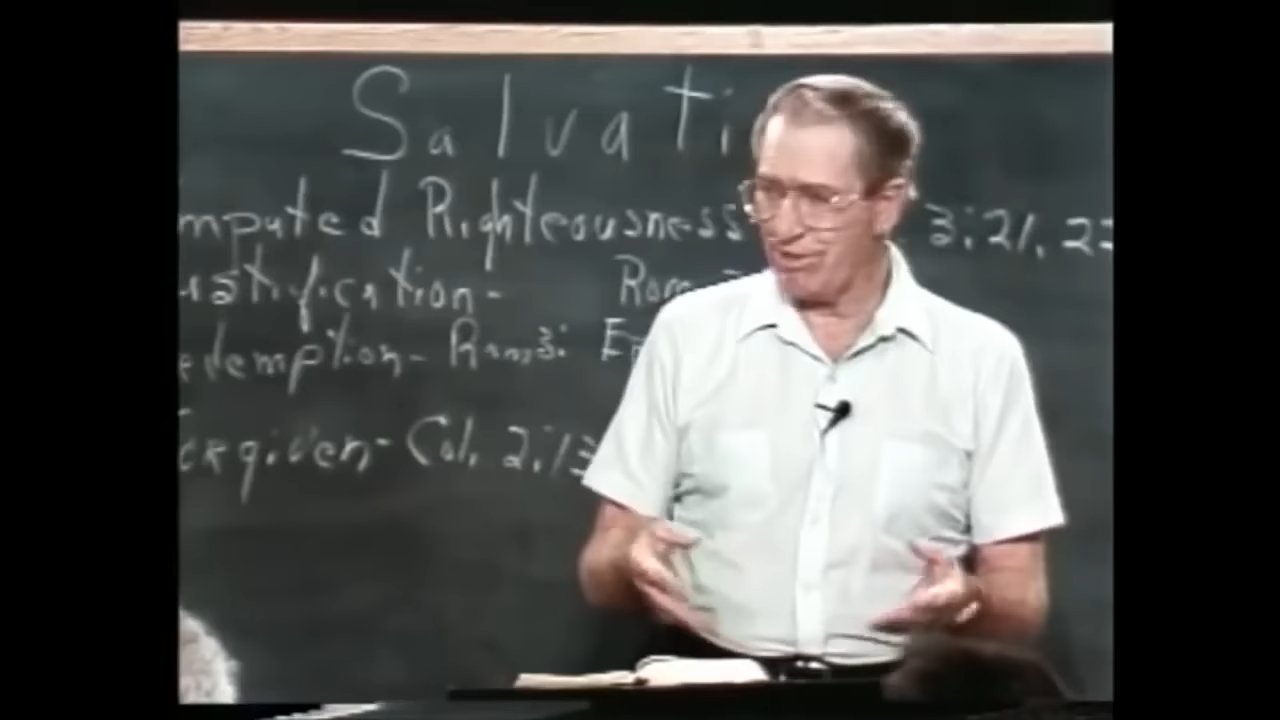 Salvati
mputed Righteousness 3:21, 22
ustification- Rom
edemption- Rom 3: Ep
orgiven- Col. 2:13